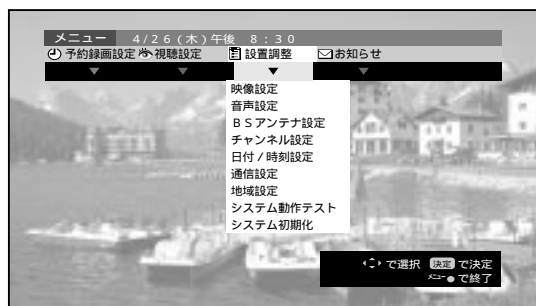 メニュー 4/26(木)午後 8:30
予約録画設定 視聴設定 設置調整 お知らせ
映像設定
音声設定
BSアンテナ設定
チャンネル設定
日付/時刻設定
通信設定
地域設定
システム動作テスト
システム初期化
で選択 決定 で決定
メニュー で終了